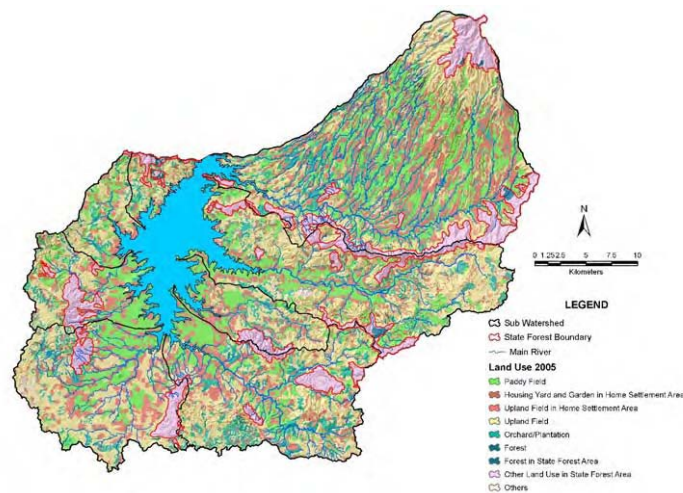 N
0 1.25 2.5 5 7.5 10
Kilometers
LEGEND
Sub Watershed
State Forest Boundary
Main River
Land Use 2005
Paddy Field
Housing Yard and Garden in Home Settlement Area
Upland Field in Home Settlement Area
Upland Field
Orchard/Plantation
Forest
Forest in State Forest Area
Other Land Use in State Forest Area
Others